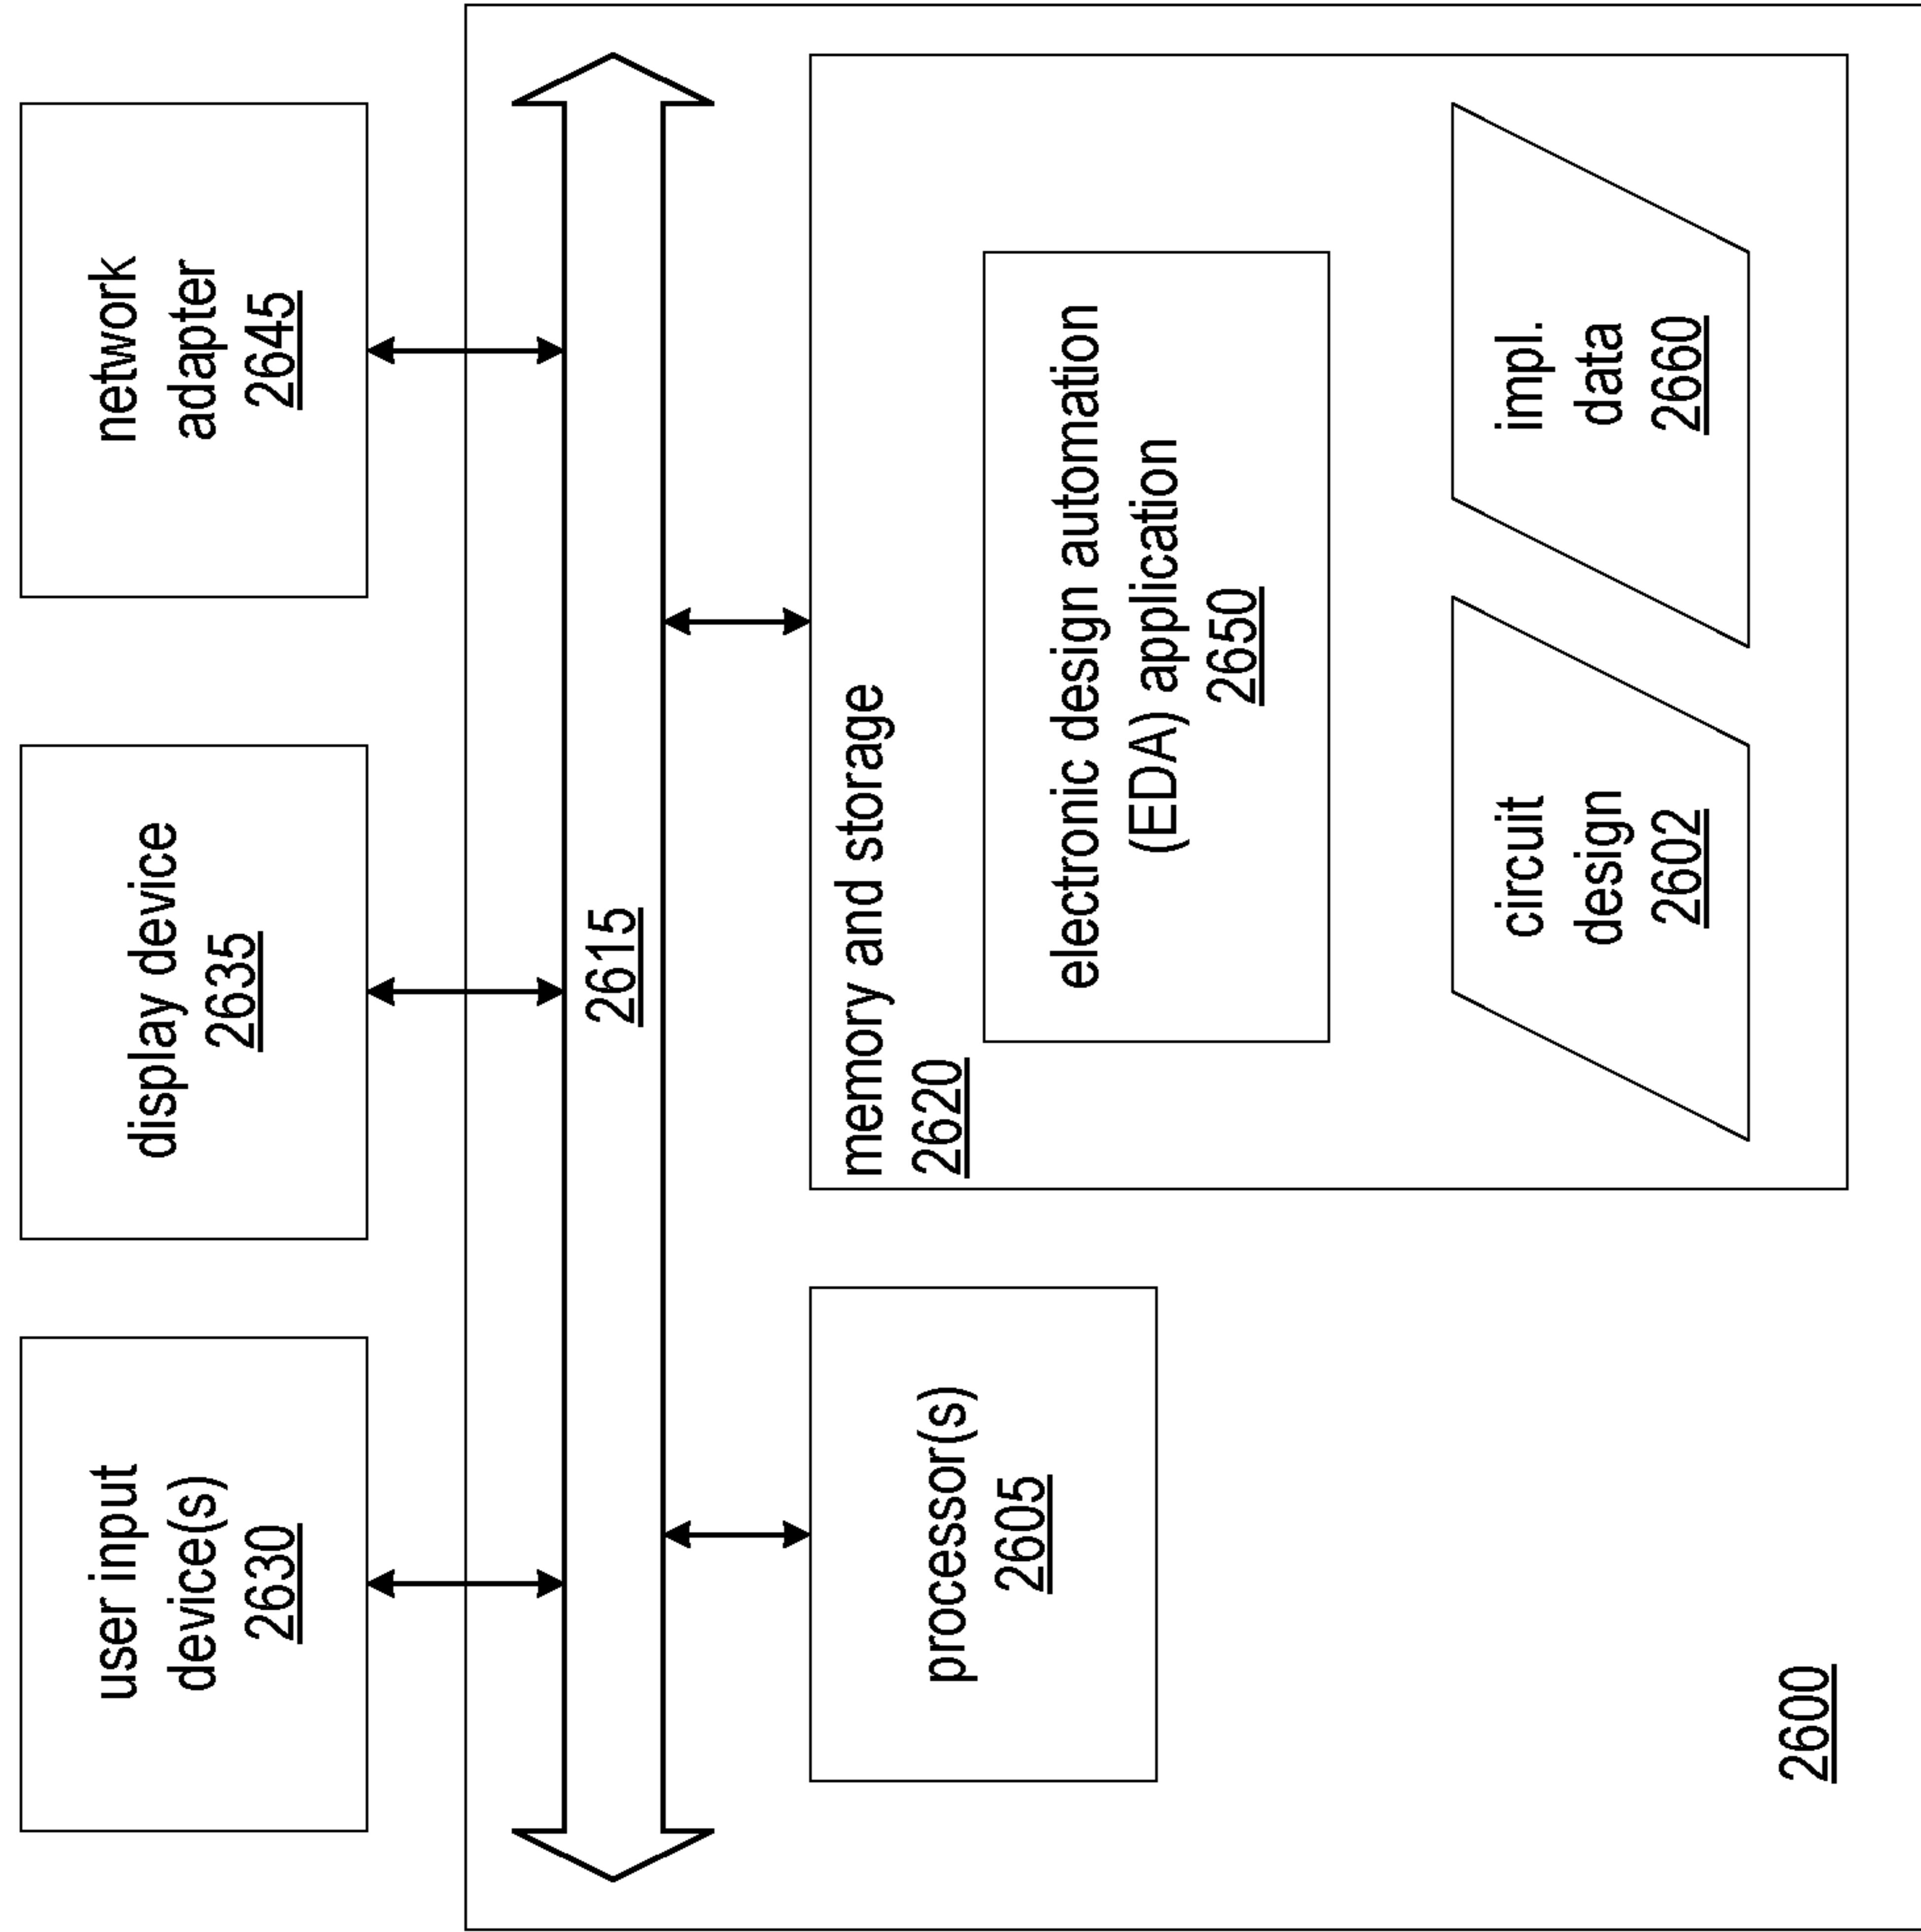 user input
device(s)
2630
display device
2635
network
adapter
2645
2615
processor(s)
2605
memory and storage
2620
electronic design automation
(EDA) application
2650
circuit
design
2602
impl.
data
2660
2600